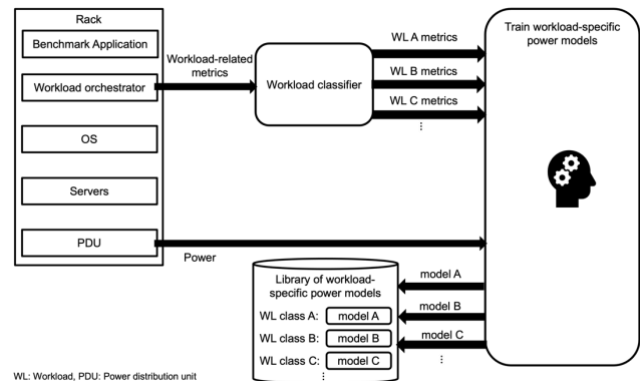 Rack
Benchmark Application
Workload orchestrator
OS
Servers
PDU
Workload-related
metrics
Workload classifier
WL A metrics
WL B metrics
WL C metrics
⋮
Train workload-specific
power models
Power
Library of workload-
specific power models
WL class A: model A
WL class B: model B
WL class C: model C
⋮
model A
model B
model C
⋮
WL: Workload, PDU: Power distribution unit